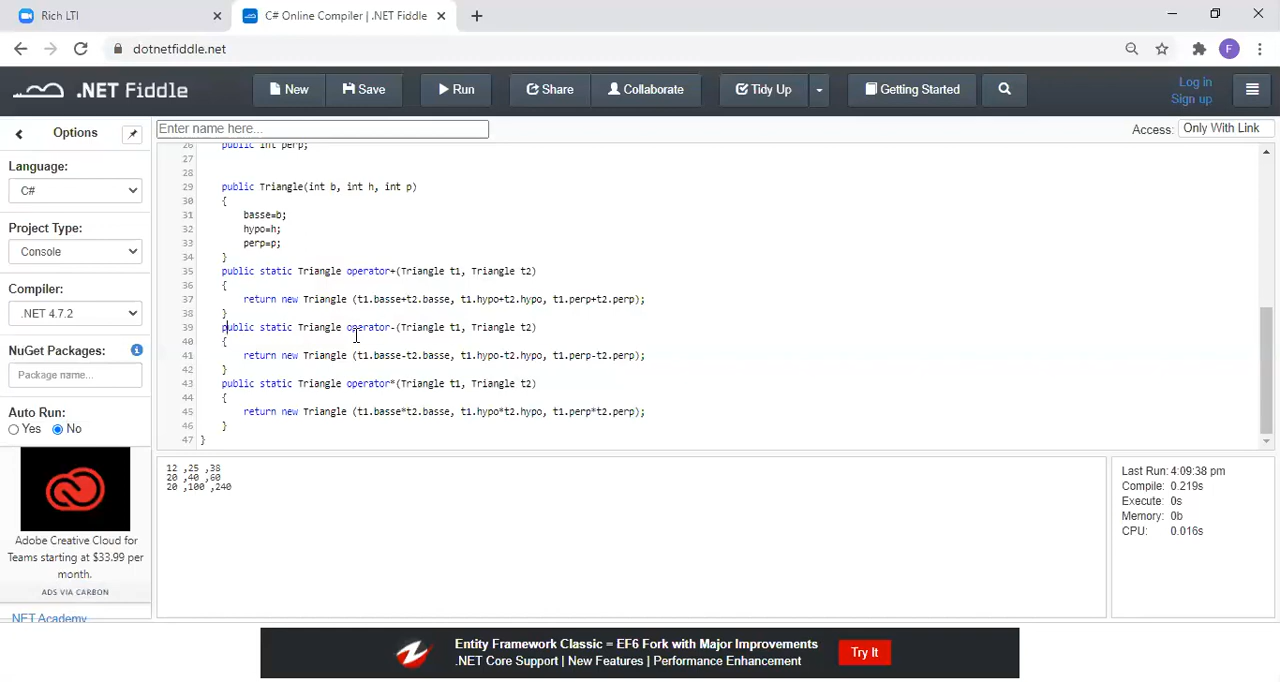 Rich LTI
C# Online Compiler | .NET Fiddle
dotnetfiddle.net
F
.NET Fiddle
New
Save
Run
Share
Collaborate
Tidy Up
Getting Started
Log in
Sign up
Options
Enter name here...
Access:
Only With Link
Language:
C#
Project Type:
Console
Compiler:
.NET 4.7.2
NuGet Packages:
Package name...
Auto Run:
Yes
No
26 public int perp;
27
28
29 public Triangle(int b, int h, int p)
30 {
31 basse=b;
32 hypo=h;
33 perp=p;
34 }
35 public static Triangle operator+(Triangle t1, Triangle t2)
36 {
37 return new Triangle (t1.basse+t2.basse, t1.hypo+t2.hypo, t1.perp+t2.perp);
38 }
39 public static Triangle operator-(Triangle t1, Triangle t2)
40 {
41 return new Triangle (t1.basse-t2.basse, t1.hypo-t2.hypo, t1.perp-t2.perp);
42 }
43 public static Triangle operator*(Triangle t1, Triangle t2)
44 {
45 return new Triangle (t1.basse*t2.basse, t1.hypo*t2.hypo, t1.perp*t2.perp);
46 }
47 }
Adobe Creative Cloud for
Teams starting at $33.99 per
month.
ADS VIA CARBON
.NET Academy
12 ,25 ,38
20 ,40 ,60
20 ,100 ,240
Last Run: 4:09:38 pm
Compile: 0.219s
Execute: 0s
Memory: 0b
CPU: 0.016s
Entity Framework Classic = EF6 Fork with Major Improvements
.NET Core Support | New Features | Performance Enhancement
Try It